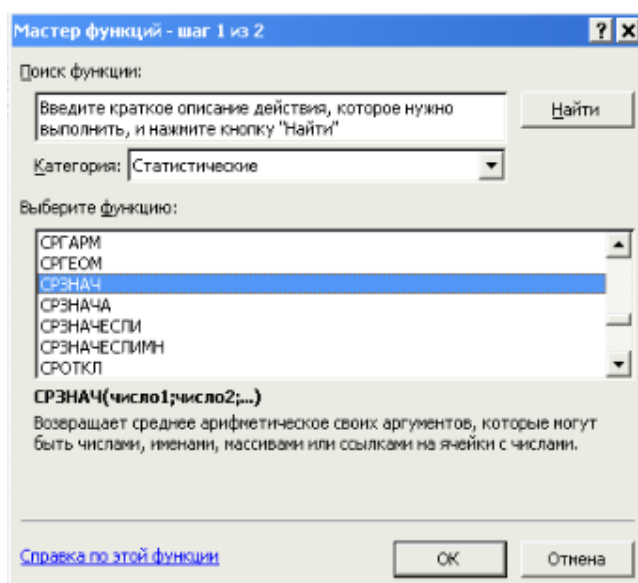 Мастер функций - шаг 1 из 2
Поиск функции:
Введите краткое описание действия, которое нужно
выполнить, и нажмите кнопку "Найти"
Найти
Категория: Статистические
Выберите функцию:
СРГАРМ
СРГЕОМ
СРЗНАЧ
СРЗНАЧА
СРЗНАЧЕСЛИ
СРЗНАЧЕСЛИМН
СРОТКЛ
СРЗНАЧ(число1;число2;...)
Возвращает среднее арифметическое своих аргументов, которые могут
быть числами, именами, массивами или ссылками на ячейки с числами.
Справка по этой функции
ОК
Отмена